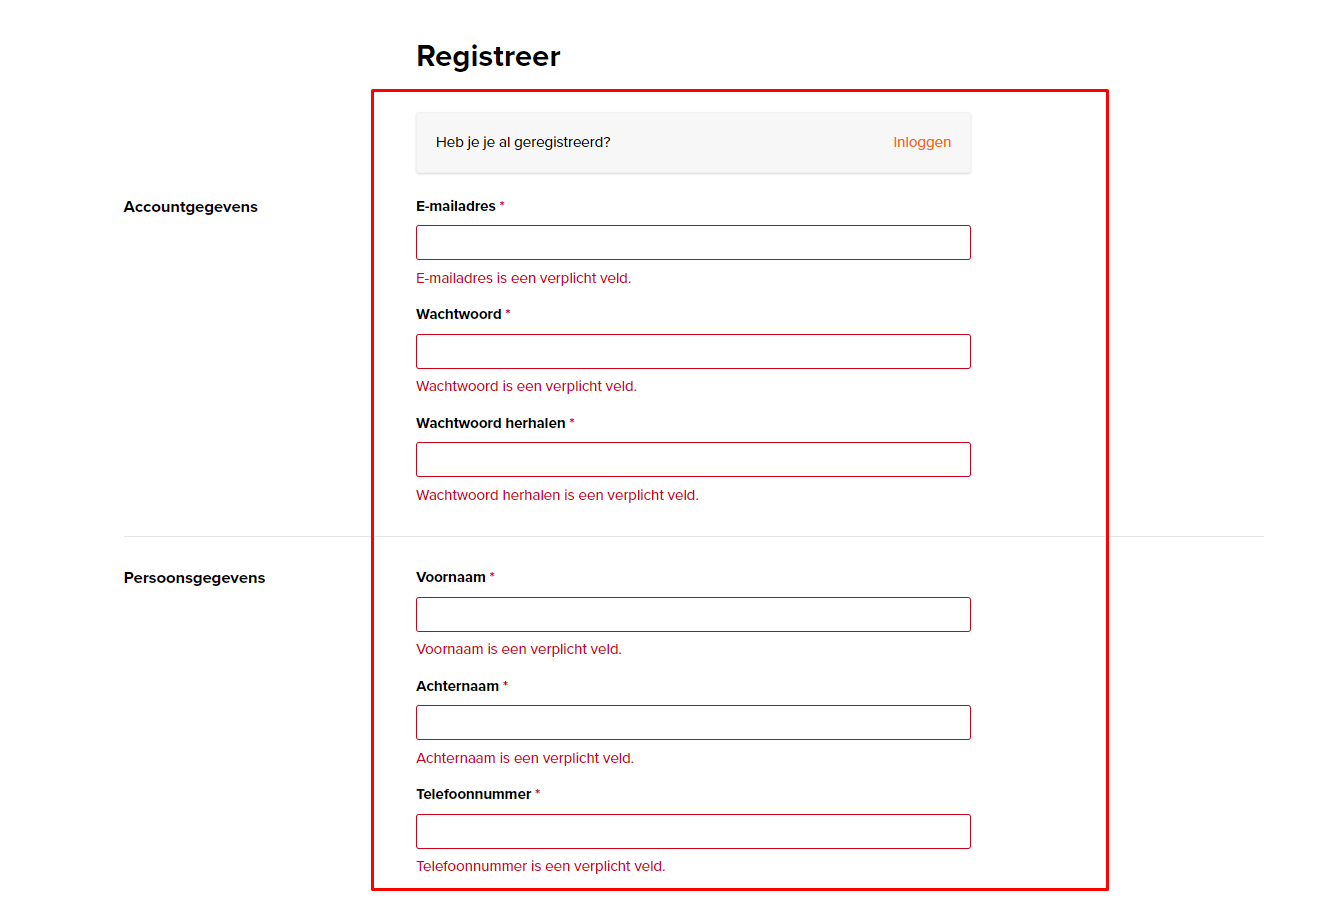 Registreer
Heb je je al geregistreerd? Inloggen
Accountgegevens
E-mailadres *
E-mailadres is een verplicht veld.
Wachtwoord *
Wachtwoord is een verplicht veld.
Wachtwoord herhalen *
Wachtwoord herhalen is een verplicht veld.
Persoonsgegevens
Voornaam *
Voornaam is een verplicht veld.
Achternaam *
Achternaam is een verplicht veld.
Telefoonnummer *
Telefoonnummer is een verplicht veld.